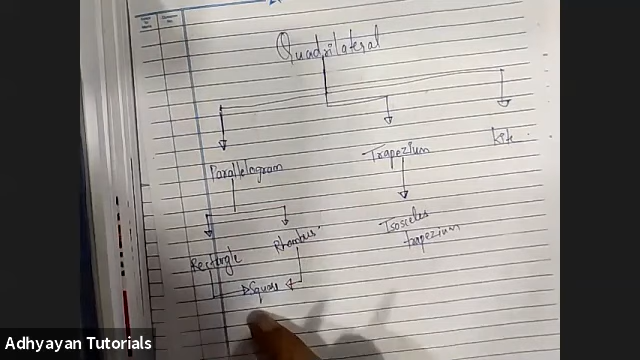 Quadrilateral
Parallelogram
Trapezium
Kite
Rectangle
Rhombus
Isosceles
trapezium
Square
Adhyayan Tutorials